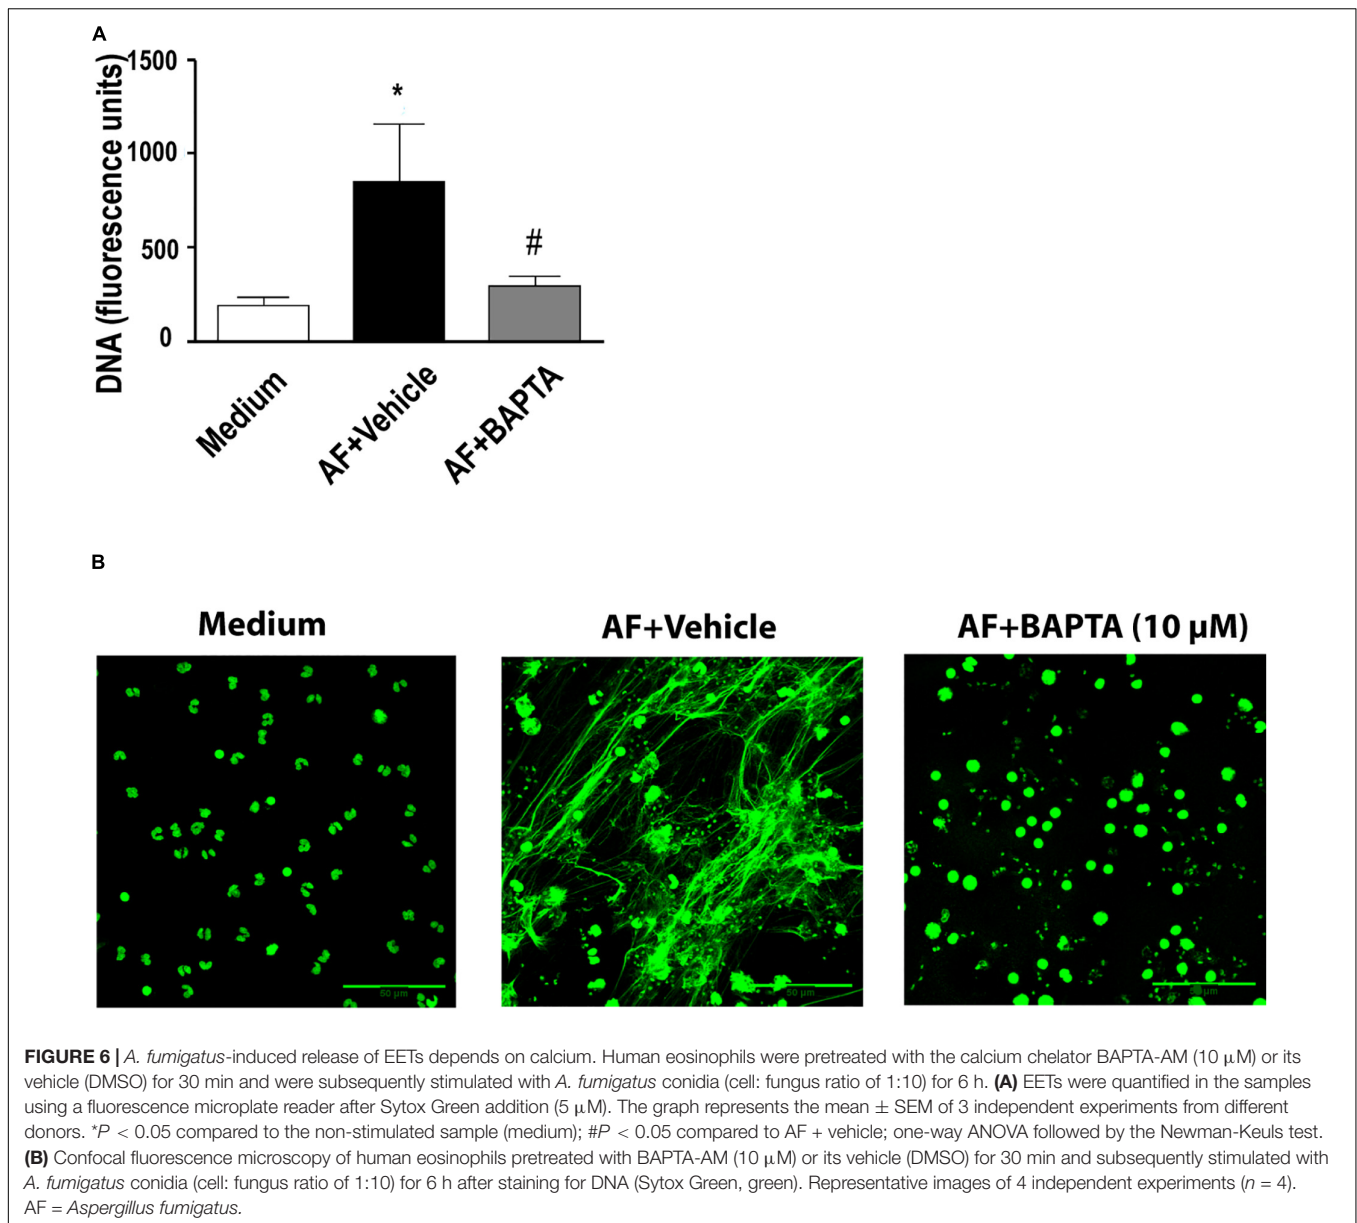 A
DNA (fluorescence units)
1500
1000
500
0
*
#
Medium
AF+Vehicle
AF+BAPTA
B
Medium
AF+Vehicle
AF+BAPTA (10 µM)
50 µm
50 µm
µm
FIGURE 6 | A. fumigatus-induced release of EETs depends on calcium. Human eosinophils were pretreated with the calcium chelator BAPTA-AM (10 µM) or its
vehicle (DMSO) for 30 min and were subsequently stimulated with A. fumigatus conidia (cell: fungus ratio of 1:10) for 6 h. (A) EETs were quantified in the samples
using a fluorescence microplate reader after Sytox Green addition (5 µM). The graph represents the mean ± SEM of 3 independent experiments from different
donors. *P < 0.05 compared to the non-stimulated sample (medium); #P < 0.05 compared to AF + vehicle; one-way ANOVA followed by the Newman-Keuls test.
(B) Confocal fluorescence microscopy of human eosinophils pretreated with BAPTA-AM (10 µM) or its vehicle (DMSO) for 30 min and subsequently stimulated with
A. fumigatus conidia (cell: fungus ratio of 1:10) for 6 h after staining for DNA (Sytox Green, green). Representative images of 4 independent experiments (n = 4).
AF = Aspergillus fumigatus.